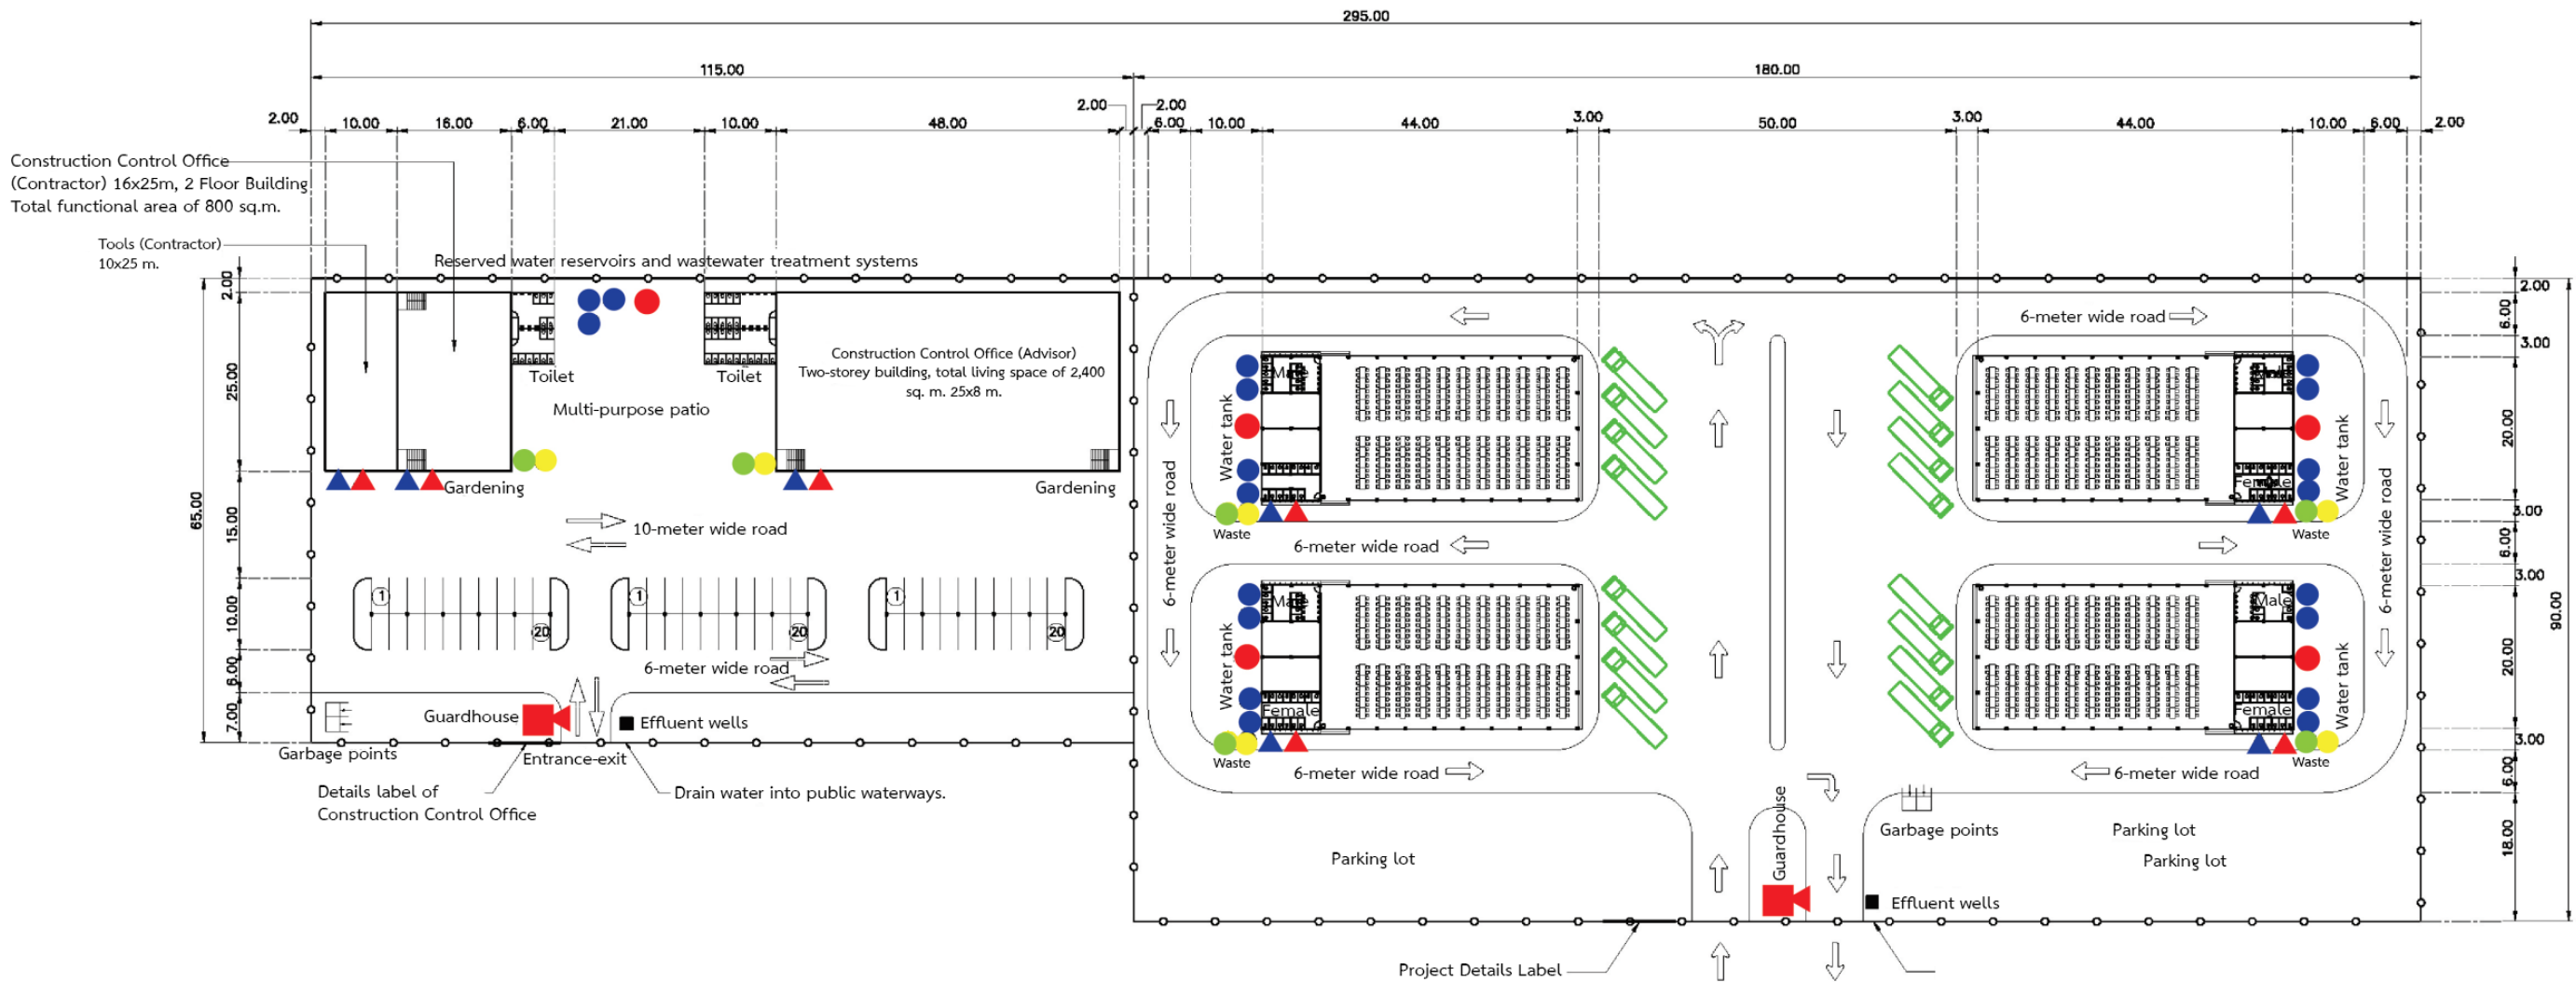 295.00
115.00
180.00
2.00
10.00
16.00
6.00
21.00
10.00
48.00
2.00
2.00
6.00
10.00
44.00
3.00
50.00
3.00
44.00
10.00
6.00
2.00
Construction Control Office
(Contractor) 16x25m, 2 Floor Building
Total functional area of 800 sq.m.
Tools (Contractor)
10x25 m.
Reserved water reservoirs and wastewater treatment systems
65.00
2.00
25.00
15.00
10.00
6.00
7.00
Toilet
Toilet
Multi-purpose patio
Construction Control Office (Advisor)
Two-storey building, total living space of 2,400
sq. m. 25x8 m.
Gardening
Gardening
10-meter wide road
1
20
1
20
1
20
6-meter wide road
Guardhouse
Effluent wells
Garbage points
Entrance-exit
Details label of
Construction Control Office
Drain water into public waterways.
6-meter wide road
Water tank
Waste
6-meter wide road
Water tank
Female
Waste
6-meter wide road
Parking lot
6-meter wide road
Male
Female
Water tank
Waste
6-meter wide road
Male
Female
Water tank
Waste
6-meter wide road
Guardhouse
Garbage points
Parking lot
Parking lot
Effluent wells
Project Details Label
2.00
6.00
3.00
20.00
3.00
6.00
3.00
20.00
3.00
6.00
18.00
90.00